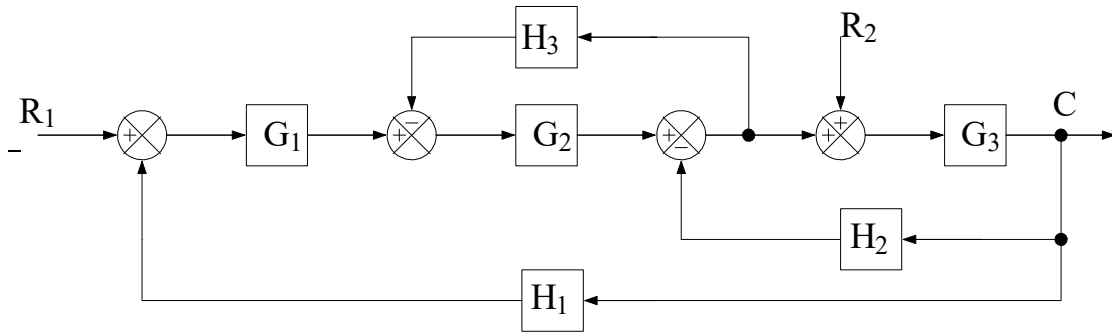 H₃
R₂
R₁
+
G₁
+ −
G₂
+ −
+ +
G₃
C
−
H₂
H₁